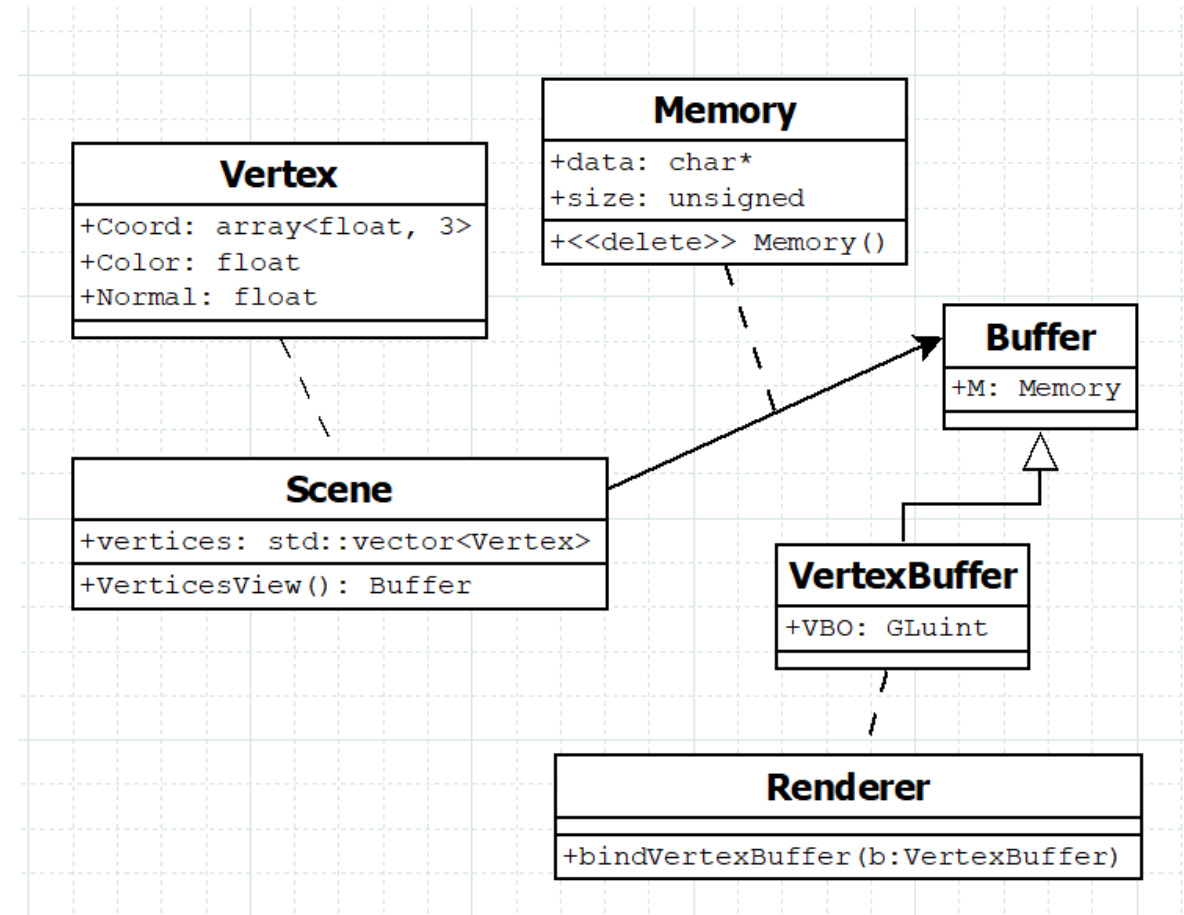 Vertex
+Coord: array<float, 3>
+Color: float
+Normal: float
Memory
+data: char*
+size: unsigned
+<<delete>> Memory()
Buffer
+M: Memory
Scene
+vertices: std::vector<Vertex>
+VerticesView(): Buffer
VertexBuffer
+VBO: GLuint
Renderer
+bindVertexBuffer(b:VertexBuffer)